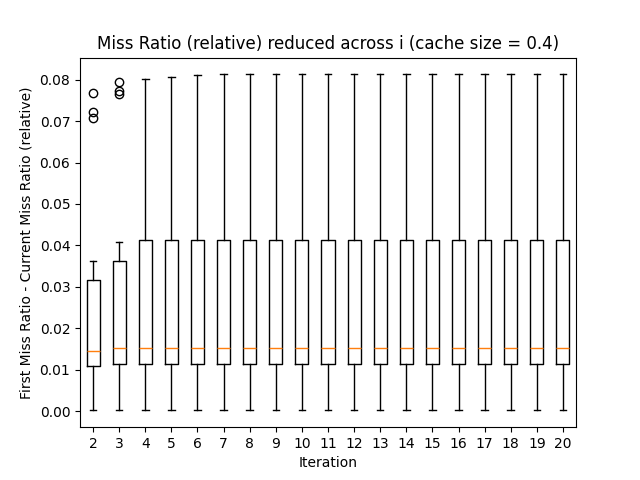 Miss Ratio (relative) reduced across i (cache size = 0.4)
First Miss Ratio - Current Miss Ratio (relative)
0.08
0.07
0.06
0.05
0.04
0.03
0.02
0.01
0.00
2 3 4 5 6 7 8 9 10 11 12 13 14 15 16 17 18 19 20
Iteration